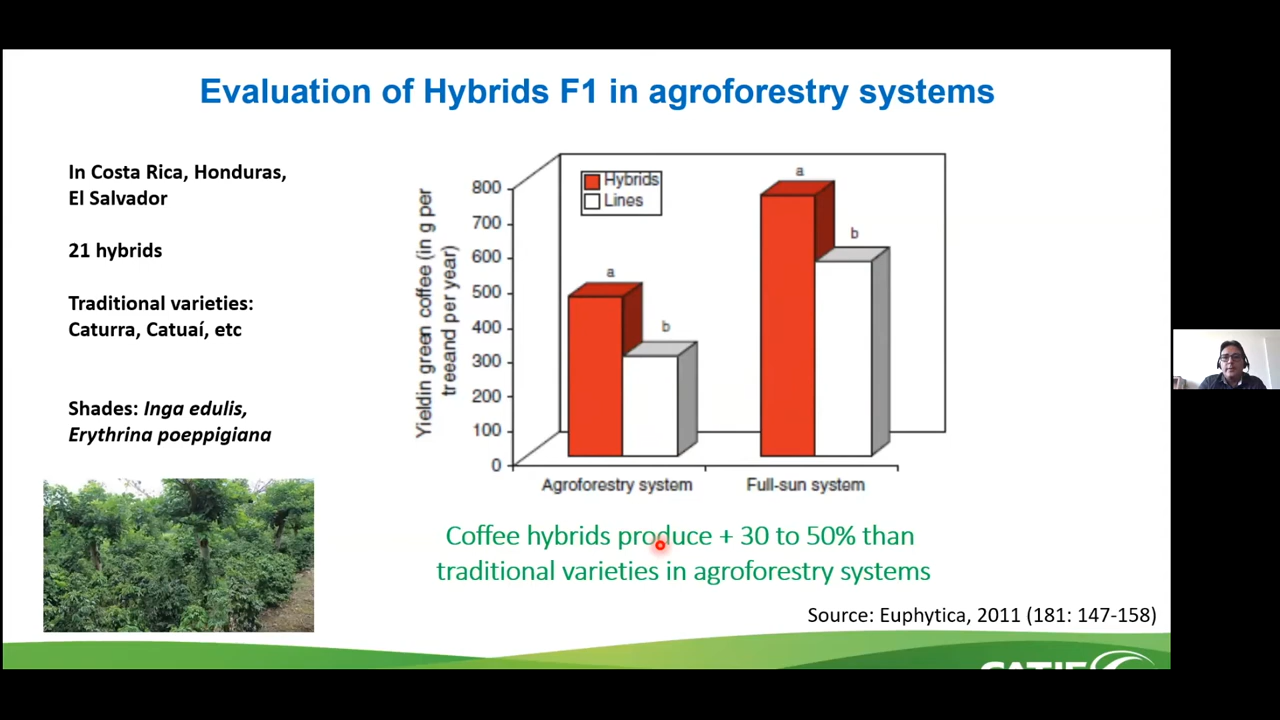 Evaluation of Hybrids F1 in agroforestry systems
In Costa Rica, Honduras,
El Salvador
21 hybrids
Traditional varieties:
Caturra, Catuaí, etc
Shades: Inga edulis,
Erythrina poeppigiana
Yieldin green coffee (in g per
treeand per year)
800
700
600
500
400
300
200
100
0
Hybrids
Lines
a
b
a
b
Agroforestry system
Full-sun system
Coffee hybrids produce + 30 to 50% than
traditional varieties in agroforestry systems
Source: Euphytica, 2011 (181: 147-158)
CATIE